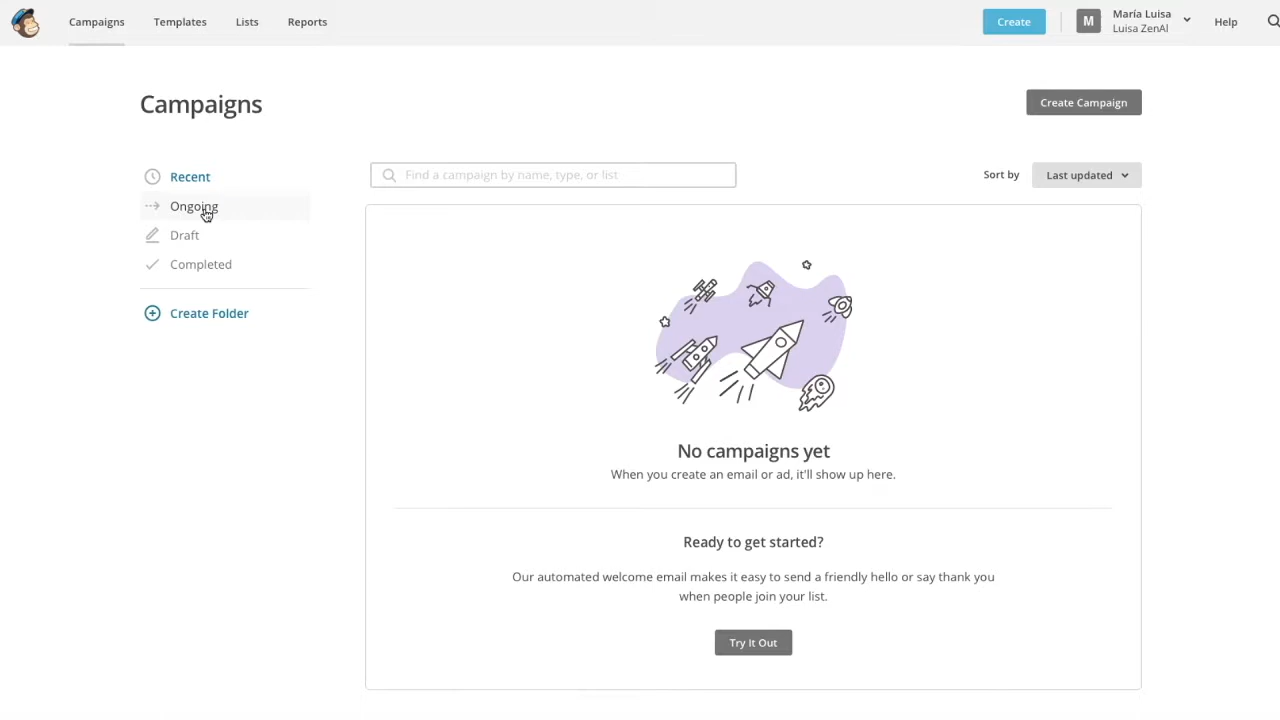 Campaigns
Templates
Lists
Reports
Create
M
María Luisa
Luisa ZenAI
Help
Campaigns
Create Campaign
Recent
Ongoing
Draft
Completed
Create Folder
Find a campaign by name, type, or list
Sort by
Last updated
No campaigns yet
When you create an email or ad, it'll show up here.
Ready to get started?
Our automated welcome email makes it easy to send a friendly hello or say thank you
when people join your list.
Try It Out